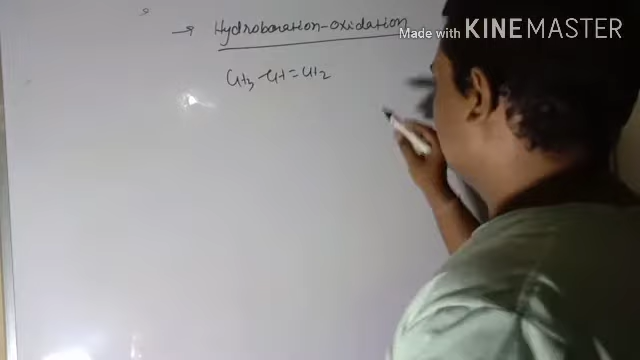 → Hydroboration-Oxidation
CH3-CH=CH2
Made with KINEMASTER